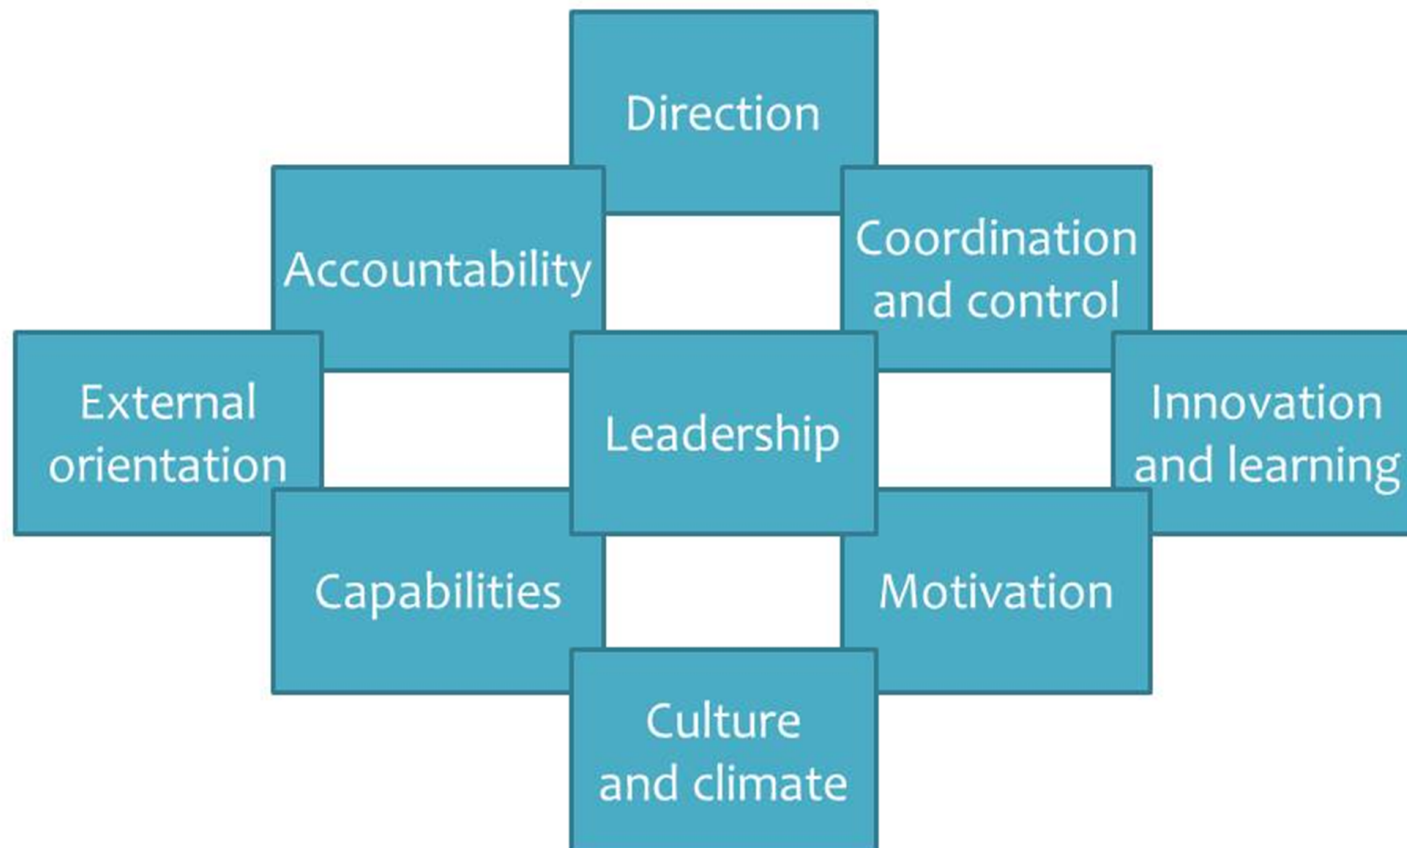 Direction
Accountability
Coordination
and control
External
orientation
Leadership
Innovation
and learning
Capabilities
Motivation
Culture
and climate